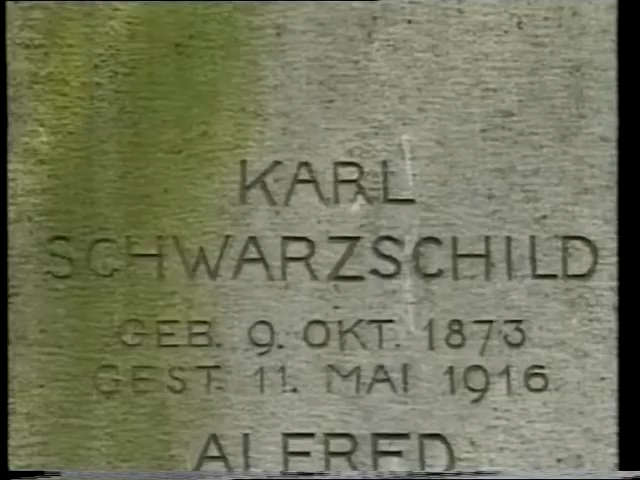 KARL
SCHWARZSCHILD
GEB. 9. OKT. 1873
GEST. 11. MAI 1916
ALFRED